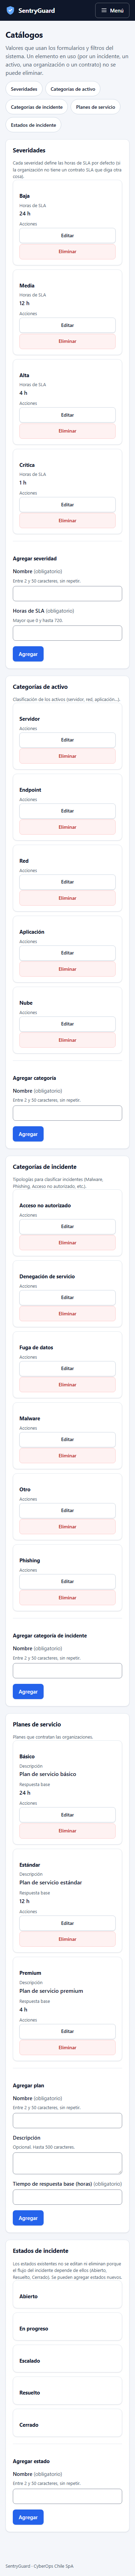 SentryGuard
Menú
Catálogos
Valores que usan los formularios y filtros del
sistema. Un elemento en uso (por un incidente, un
activo, una organización o un contrato) no se
puede eliminar.
Severidades
Categorías de activo
Categorías de incidente
Planes de servicio
Estados de incidente
Severidades
Cada severidad define las horas de SLA por defecto (si
la organización no tiene un contrato SLA que diga otra
cosa).
Baja
Horas de SLA
24 h
Acciones
Editar
Eliminar
Media
Horas de SLA
12 h
Acciones
Editar
Eliminar
Alta
Horas de SLA
4 h
Acciones
Editar
Eliminar
Crítica
Horas de SLA
1 h
Acciones
Editar
Eliminar
Agregar severidad
Nombre (obligatorio)
Entre 2 y 50 caracteres, sin repetir.
Horas de SLA (obligatorio)
Mayor que 0 y hasta 720.
Agregar
Categorías de activo
Clasificación de los activos (servidor, red, aplicación...).
Servidor
Acciones
Editar
Eliminar
Endpoint
Acciones
Editar
Eliminar
Red
Acciones
Editar
Eliminar
Aplicación
Acciones
Editar
Eliminar
Nube
Acciones
Editar
Eliminar
Agregar categoría
Nombre (obligatorio)
Entre 2 y 50 caracteres, sin repetir.
Agregar
Categorías de incidente
Tipologías para clasificar incidentes (Malware,
Phishing, Acceso no autorizado, etc.).
Acceso no autorizado
Acciones
Editar
Eliminar
Denegación de servicio
Acciones
Editar
Eliminar
Fuga de datos
Acciones
Editar
Eliminar
Malware
Acciones
Editar
Eliminar
Otro
Acciones
Editar
Eliminar
Phishing
Acciones
Editar
Eliminar
Agregar categoría de incidente
Nombre (obligatorio)
Entre 2 y 50 caracteres, sin repetir.
Agregar
Planes de servicio
Planes que contratan las organizaciones.
Básico
Descripción
Plan de servicio básico
Respuesta base
24 h
Acciones
Editar
Eliminar
Estándar
Descripción
Plan de servicio estándar
Respuesta base
12 h
Acciones
Editar
Eliminar
Premium
Descripción
Plan de servicio premium
Respuesta base
4 h
Acciones
Editar
Eliminar
Agregar plan
Nombre (obligatorio)
Entre 2 y 50 caracteres, sin repetir.
Descripción
Opcional. Hasta 300 caracteres.
Tiempo de respuesta base (horas) (obligatorio)
Agregar
Estados de incidente
Los estados existentes no se editan ni eliminan porque
el flujo del incidente depende de ellos (Abierto,
Resuelto, Cerrado). Se pueden agregar estados nuevos.
Abierto
En progreso
Escalado
Resuelto
Cerrado
Agregar estado
Nombre (obligatorio)
Entre 2 y 50 caracteres, sin repetir.
Agregar
SentryGuard · CyberOps Chile SpA